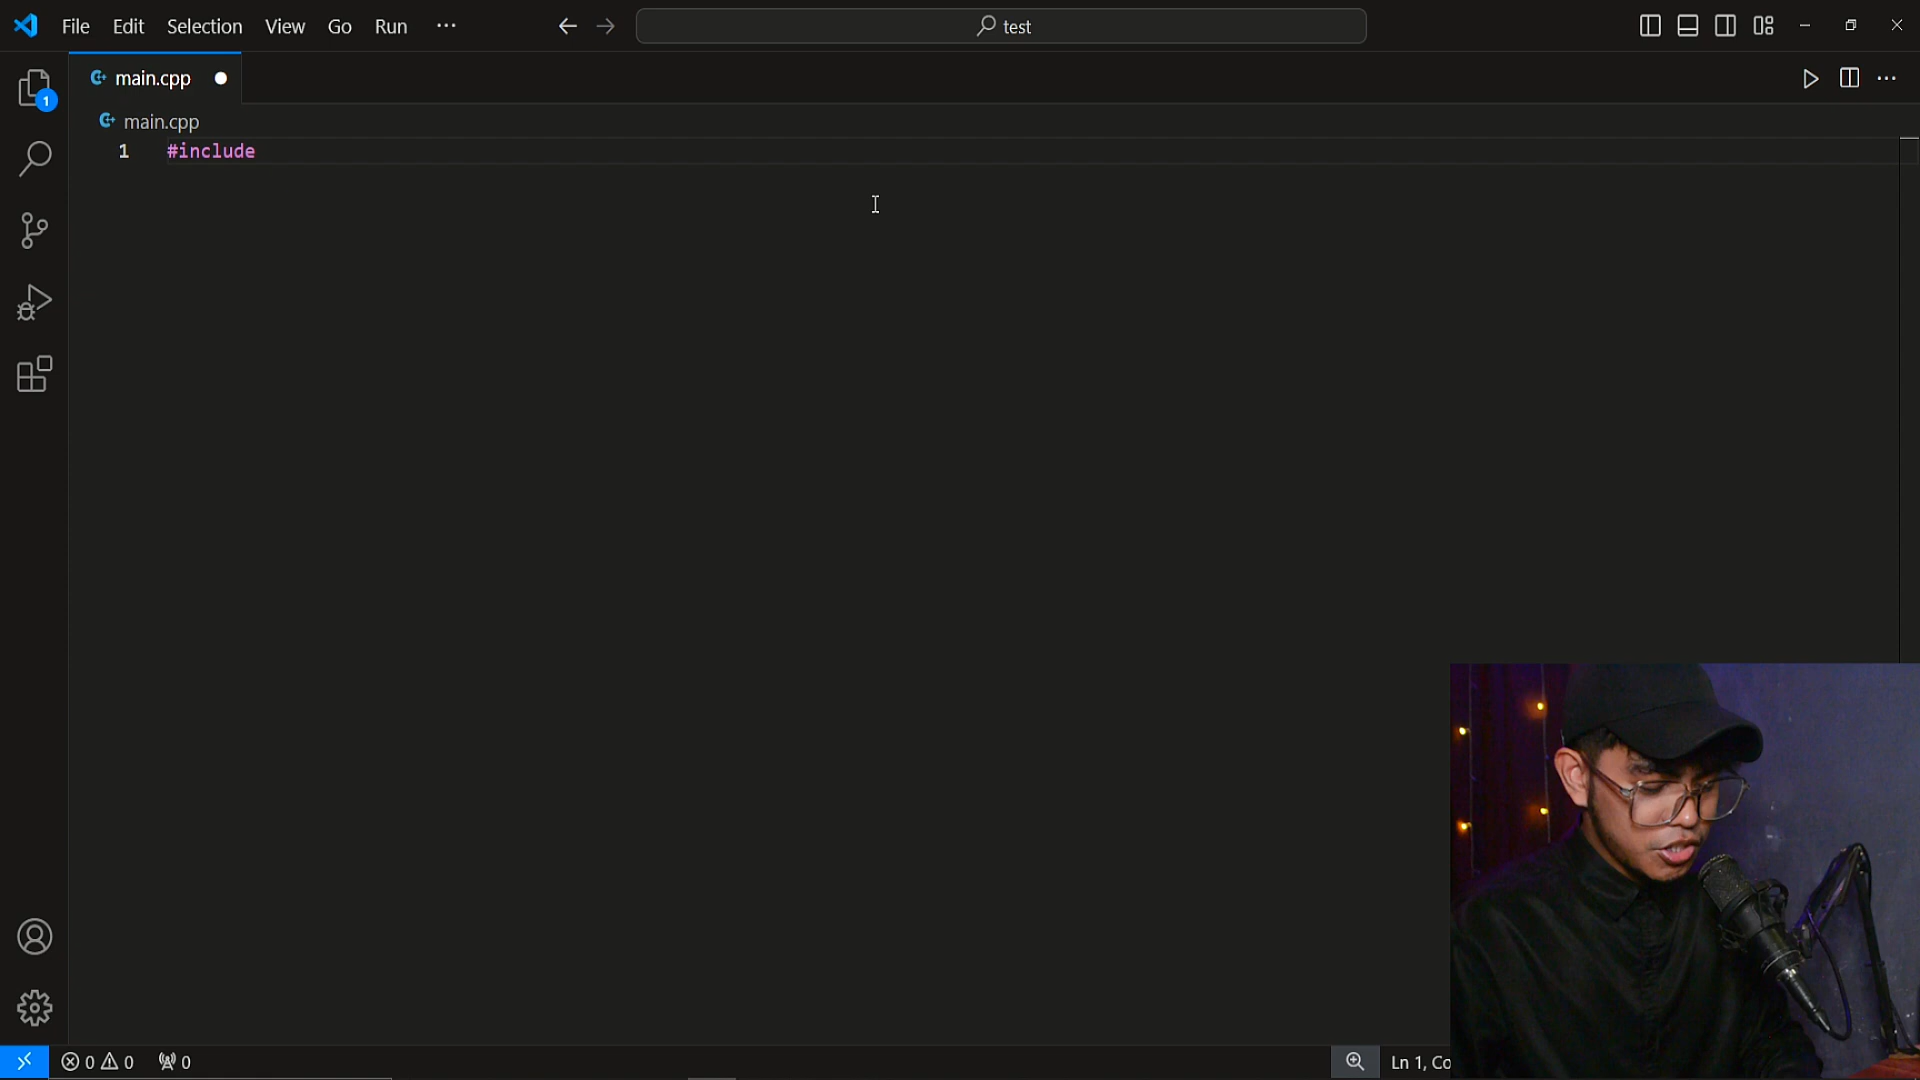 File Edit Selection View Go Run ··· test
main.cpp
1
main.cpp
1 #include
0 0 0
Ln 1, Co